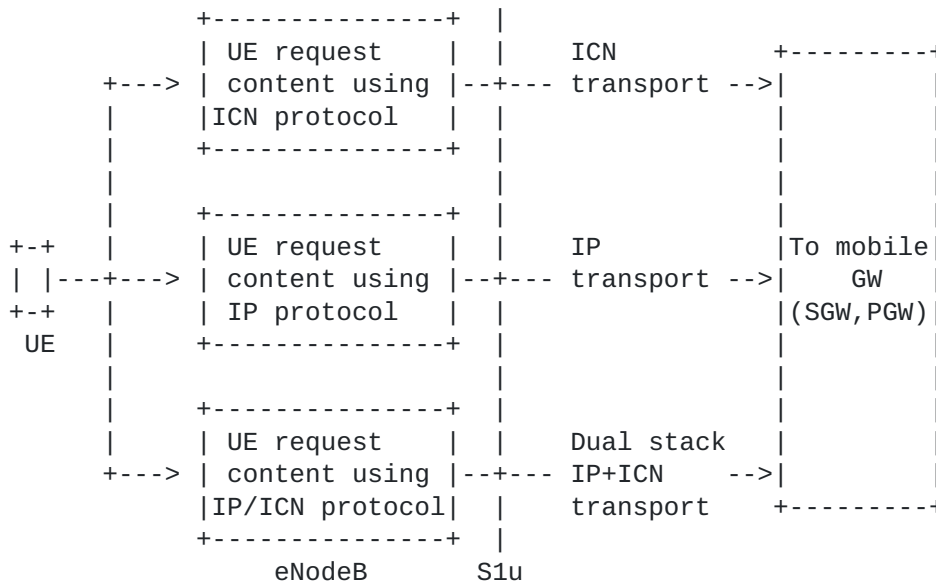 UE request ICN
content using transport
ICN protocol
UE request IP To mobile
content using transport GW
IP protocol (SGW,PGW)
UE
UE request Dual stack
content using IP+ICN
IP/ICN protocol transport
eNodeB S1u